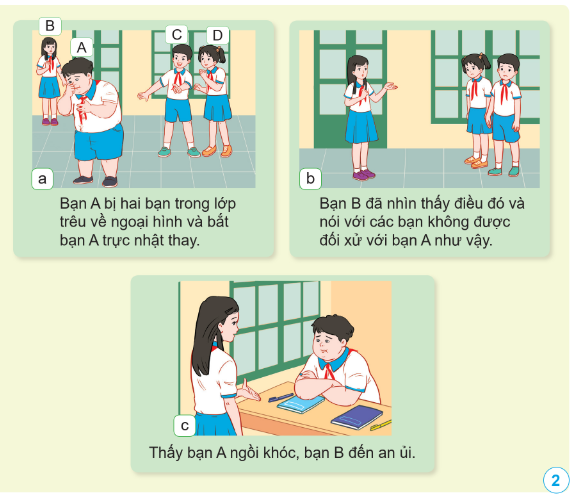 B
A
C
D
a
Bạn A bị hai bạn trong lớp
trêu về ngoại hình và bắt
bạn A trực nhật thay.
b
Bạn B đã nhìn thấy điều đó và
nói với các bạn không được
đối xử với bạn A như vậy.
c
Thấy bạn A ngồi khóc, bạn B đến an ủi.
2